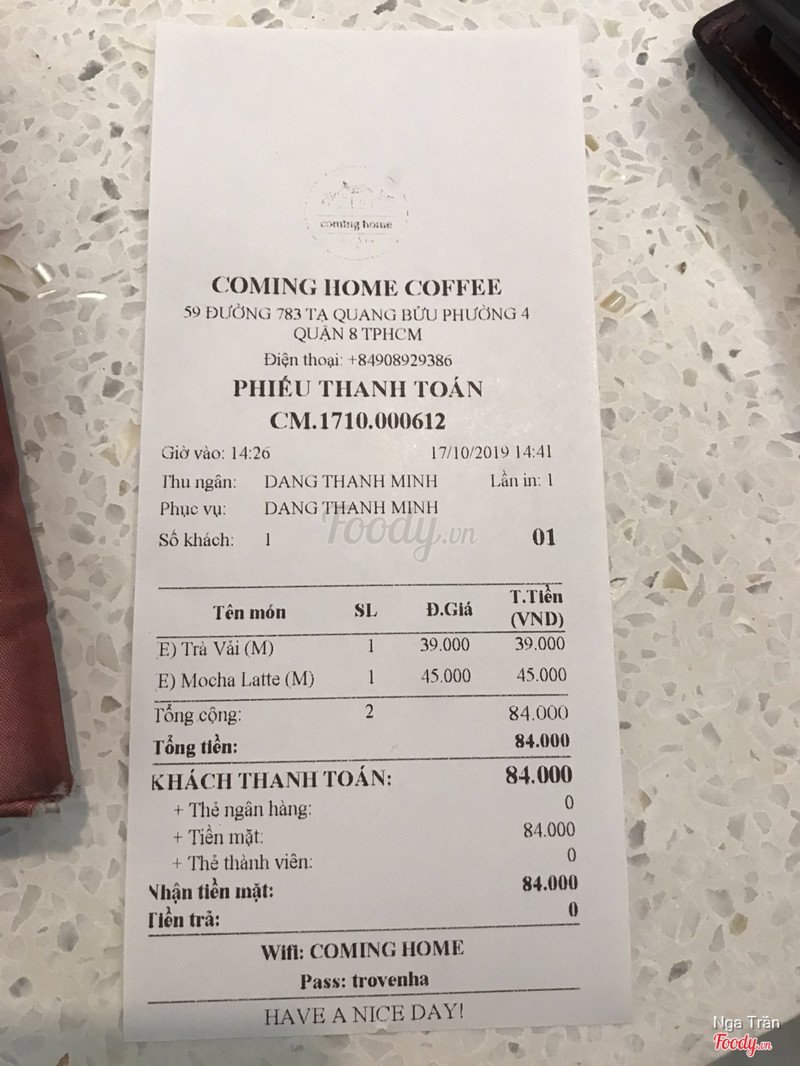 coming home
COMING HOME COFFEE
59 ĐƯỜNG 783 TẠ QUANG BỬU PHƯỜNG 4
QUẬN 8 TPHCM
Điện thoại: +84908929386
PHIẾU THANH TOÁN
CM.1710.000612
Giờ vào: 14:26 17/10/2019 14:41
Thu ngân: DANG THANH MINH Lần in: 1
Phục vụ: DANG THANH MINH
Foody.vn
Số khách: 1 01
Tên món SL Đ.Giá T.Tiền (VND)
E) Trà Vải (M) 1 39.000 39.000
E) Mocha Latte (M) 1 45.000 45.000
Tổng cộng: 2 84.000
Tổng tiền: 84.000
KHÁCH THANH TOÁN: 84.000
+ Thẻ ngân hàng: 0
+ Tiền mặt: 84.000
+ Thẻ thành viên: 0
Nhận tiền mặt: 84.000
Tiền trả: 0
Wifi: COMING HOME
Pass: trovenha
HAVE A NICE DAY!
Nga Trần
Foody.vn